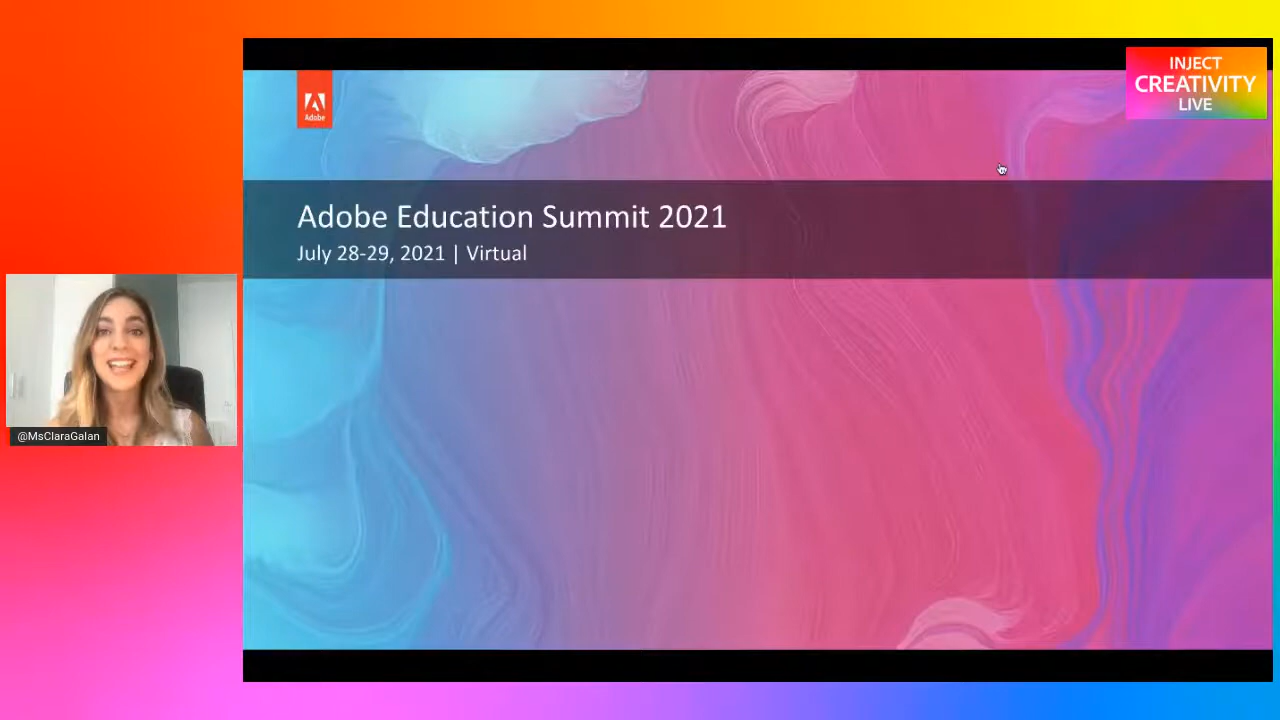 INJECT
CREATIVITY
LIVE
Adobe
Adobe Education Summit 2021
July 28-29, 2021 | Virtual
@MsClaraGalan